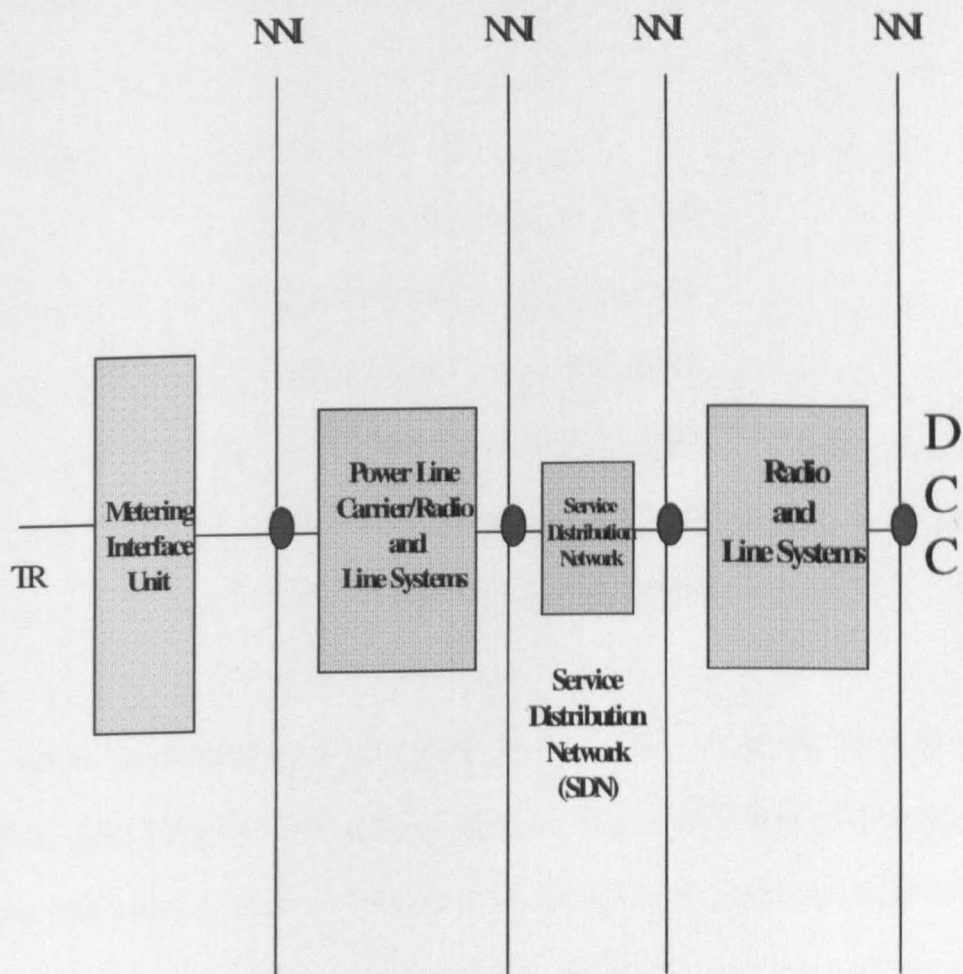 NNI
NNI
NNI
NNI
TR
Metering
Interface
Unit
Power Line
Carrier/Radio
and
Line Systems
Service
Distribution
Network
Radio
and
Line Systems
D
C
C
Service
Distribution
Network
(SDN)